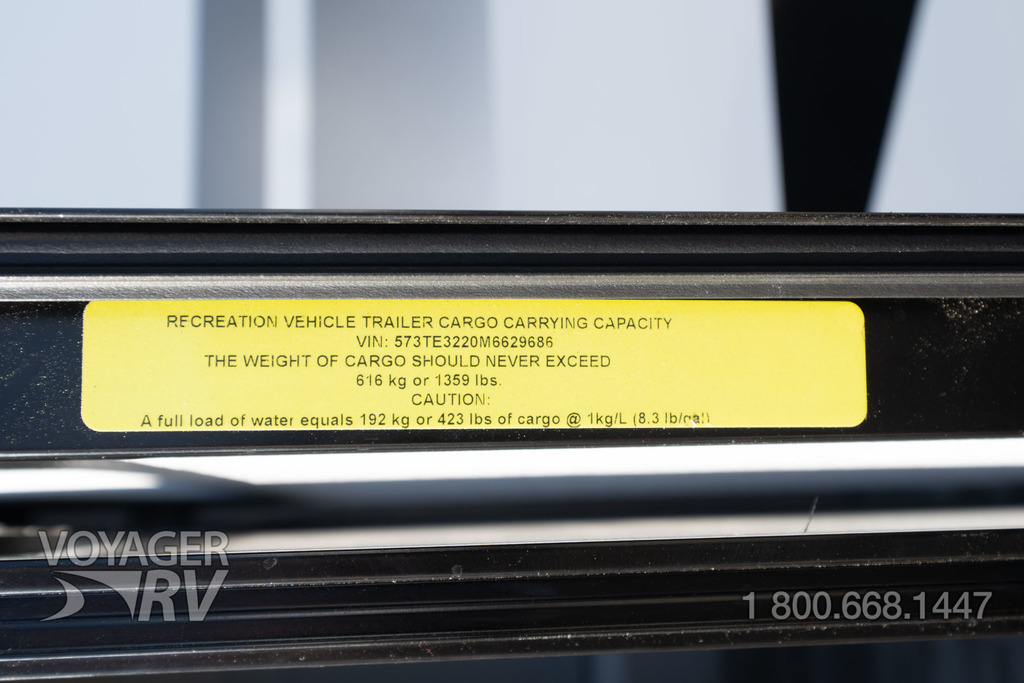 RECREATION VEHICLE TRAILER CARGO CARRYING CAPACITY
VIN: 573TE3220M6629686
THE WEIGHT OF CARGO SHOULD NEVER EXCEED
616 kg or 1359 lbs.
CAUTION:
A full load of water equals 192 kg or 423 lbs of cargo @ 1kg/L (8.3 lb/gal)
VOYAGER
RV
1 800.668.1447